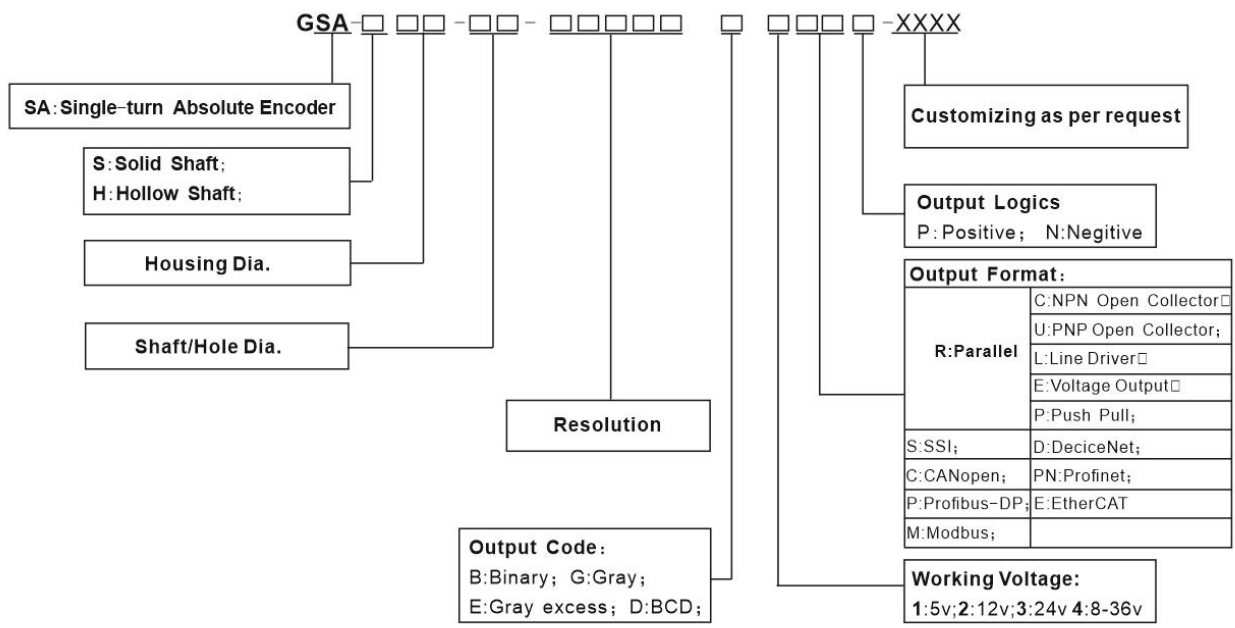 GSA-□ □□-□□- □□□□□ □ □□□ □-XXXX
SA:Single-turn Absolute Encoder
S:Solid Shaft;
H:Hollow Shaft;
Housing Dia.
Shaft/Hole Dia.
Resolution
Output Code:
B:Binary; G:Gray;
E:Gray excess; D:BCD;
Customizing as per request
Output Logics
P:Positive; N:Negitive
Output Format:
R:Parallel
C:NPN Open Collector□
U:PNP Open Collector;
L:Line Driver□
E:Voltage Output□
P:Push Pull;
S:SSI; D:DeciceNet;
C:CANopen; PN:Profinet;
P:Profibus-DP; E:EtherCAT
M:Modbus;
Working Voltage:
1:5v;2:12v;3:24v 4:8-36v